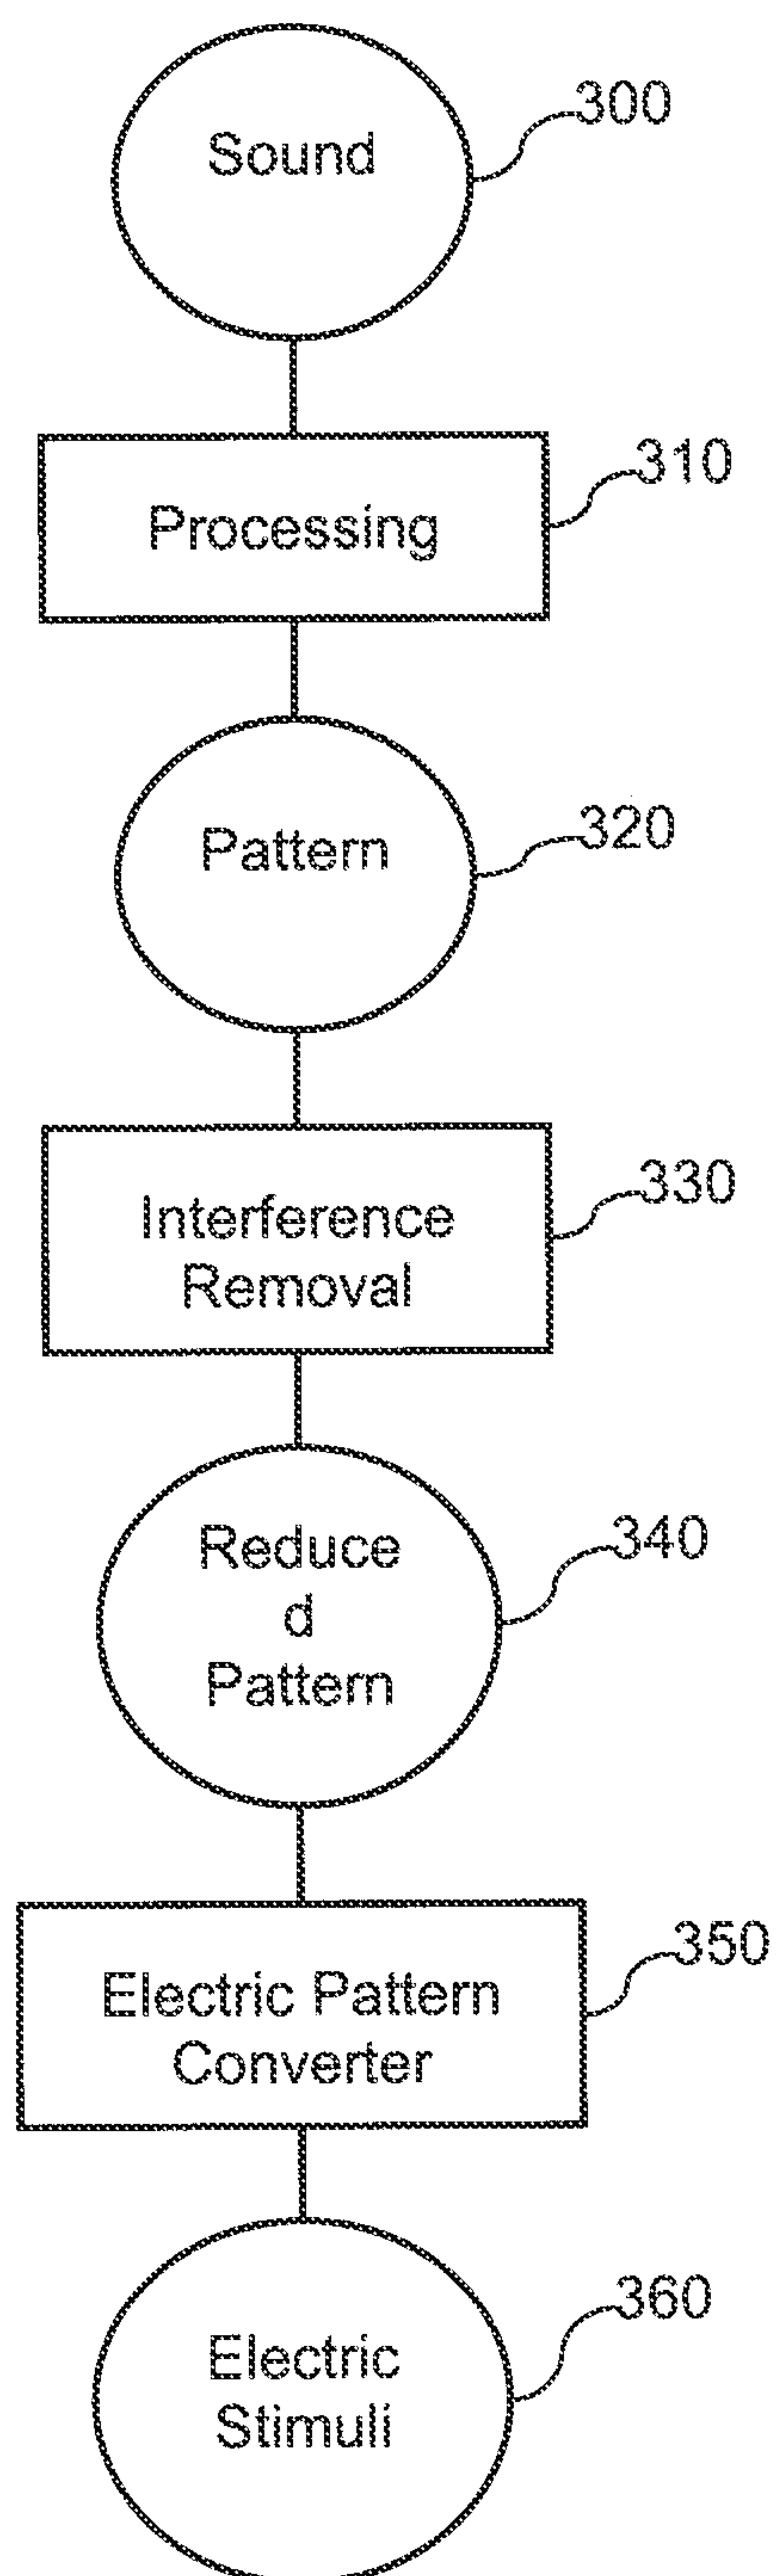 300
Sound
310
Processing
320
Pattern
330
Interference
Removal
340
Reduce
d
Pattern
350
Electric Pattern
Converter
360
Electric
Stimuli